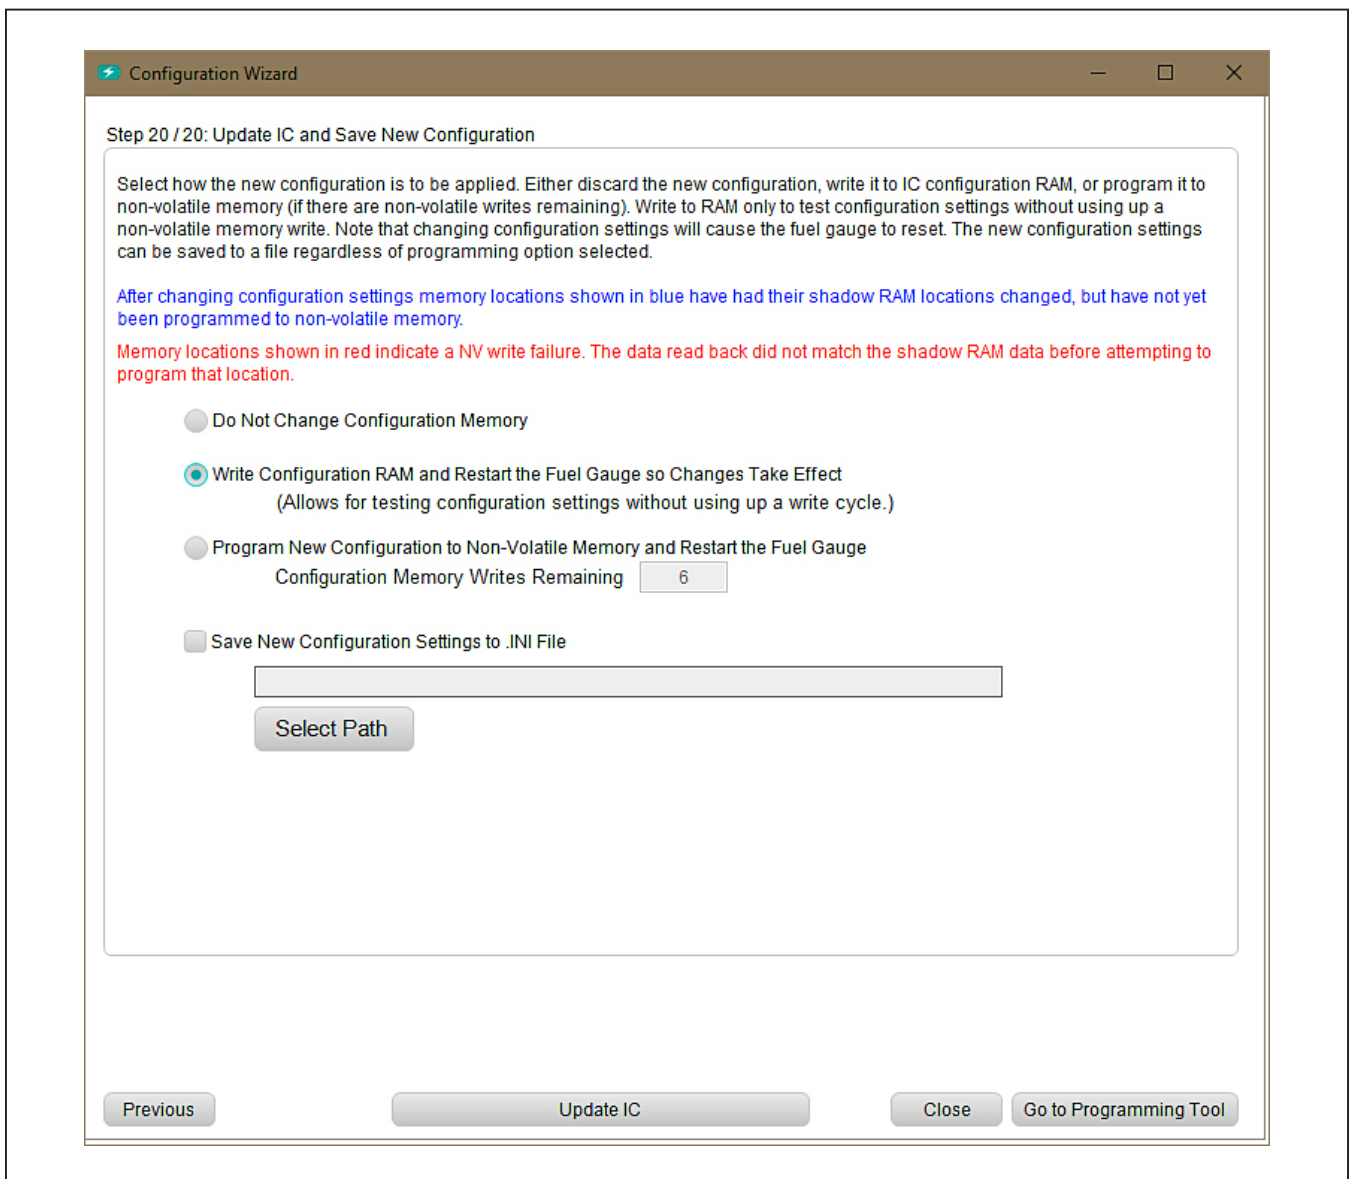 Configuration Wizard
Step 20 / 20: Update IC and Save New Configuration
Select how the new configuration is to be applied. Either discard the new configuration, write it to IC configuration RAM, or program it to
non-volatile memory (if there are non-volatile writes remaining). Write to RAM only to test configuration settings without using up a
non-volatile memory write. Note that changing configuration settings will cause the fuel gauge to reset. The new configuration settings
can be saved to a file regardless of programming option selected.
After changing configuration settings memory locations shown in blue have had their shadow RAM locations changed, but have not yet
been programmed to non-volatile memory.
Memory locations shown in red indicate a NV write failure. The data read back did not match the shadow RAM data before attempting to
program that location.
Do Not Change Configuration Memory
Write Configuration RAM and Restart the Fuel Gauge so Changes Take Effect
(Allows for testing configuration settings without using up a write cycle.)
Program New Configuration to Non-Volatile Memory and Restart the Fuel Gauge
Configuration Memory Writes Remaining 6
Save New Configuration Settings to .INI File
Select Path
Previous Update IC Close Go to Programming Tool